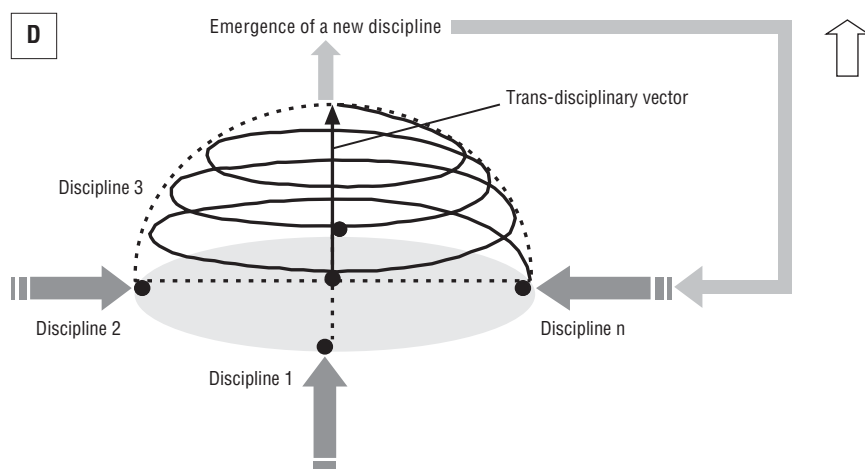 D
Emergence of a new discipline
Trans-disciplinary vector
Discipline 3
Discipline 2
Discipline n
Discipline 1